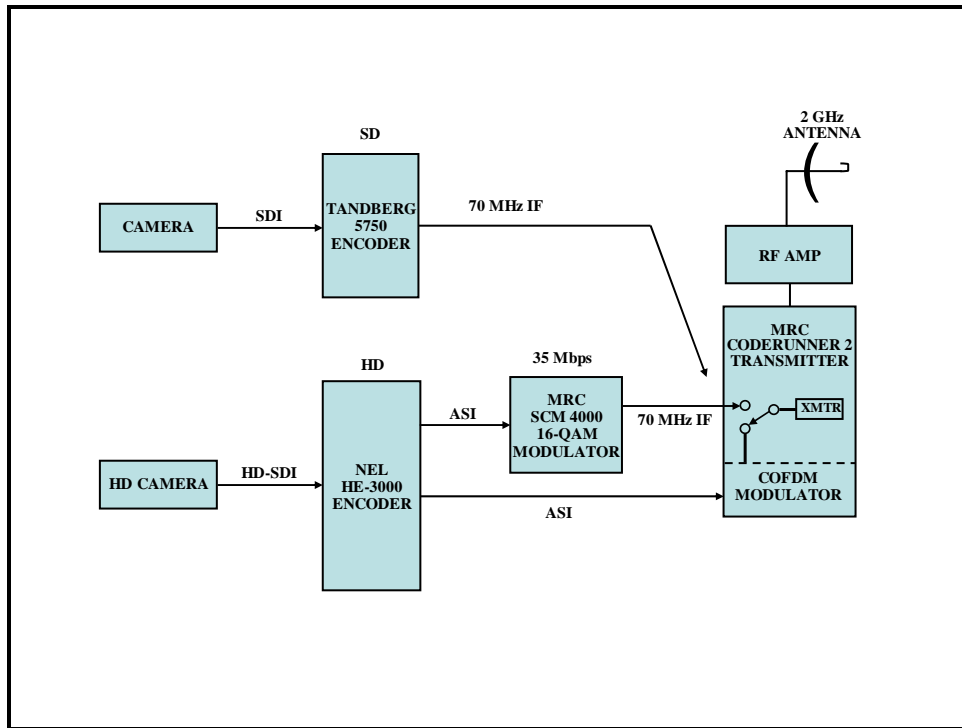 2 GHz
ANTENNA
SD
TANDBERG
5750
ENCODER
CAMERA
SDI
70 MHz IF
RF AMP
MRC
CODERUNNER 2
TRANSMITTER
XMTR
COFDM
MODULATOR
HD
35 Mbps
MRC
SCM 4000
16-QAM
MODULATOR
ASI
70 MHz IF
HD CAMERA
HD-SDI
NEL
HE-3000
ENCODER
ASI